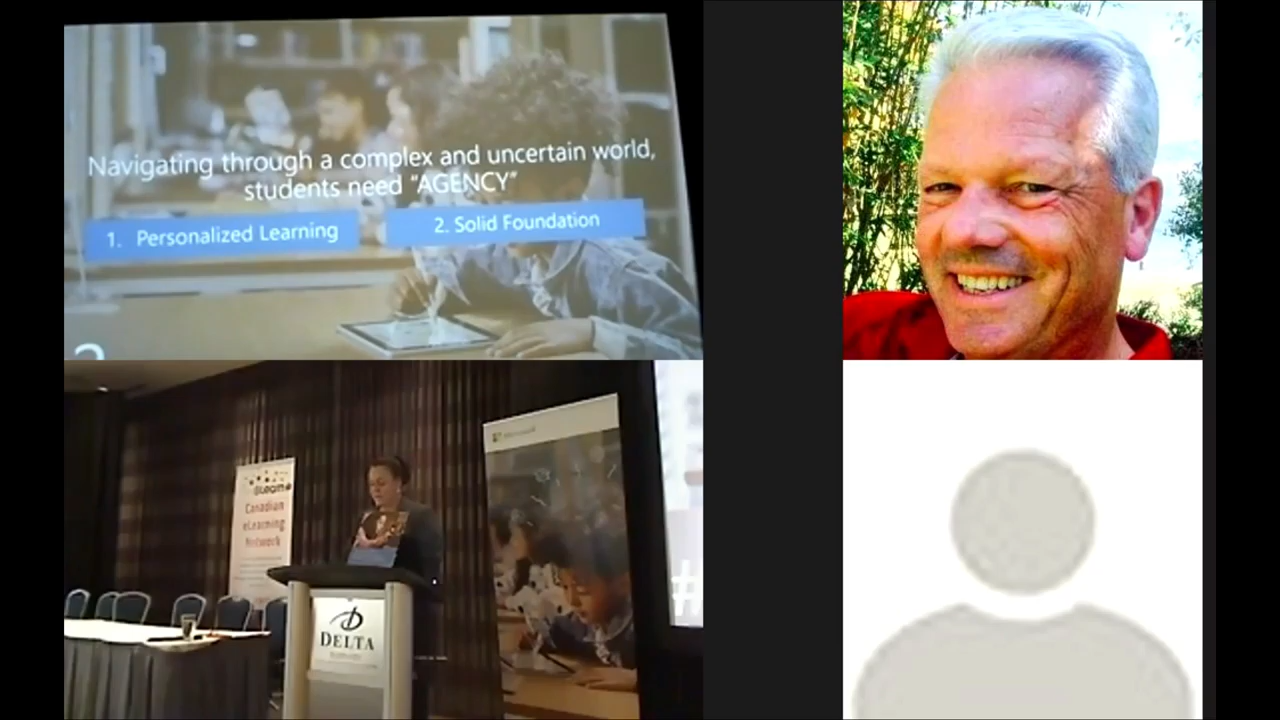 Navigating through a complex and uncertain world,
students need “AGENCY”
1. Personalized Learning
2. Solid Foundation
Canadian
eLearning
Network
Microsoft
DELTA
#